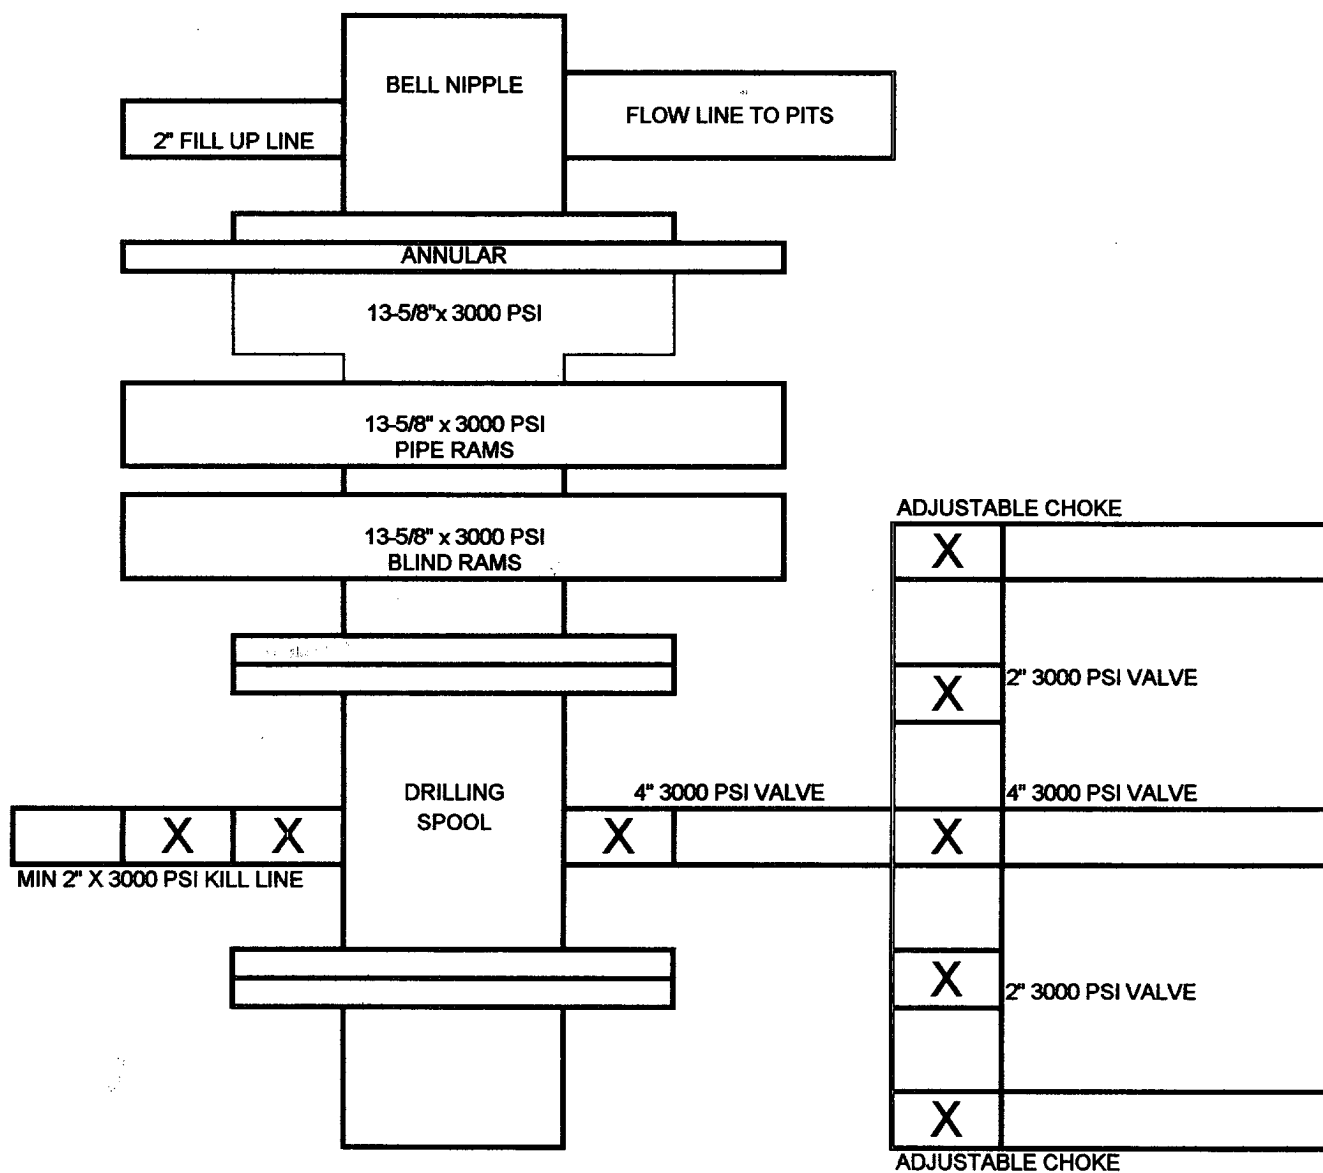 BELL NIPPLE
FLOW LINE TO PITS
2" FILL UP LINE
ANNULAR
13-5/8"x 3000 PSI
13-5/8" x 3000 PSI
PIPE RAMS
13-5/8" x 3000 PSI
BLIND RAMS
ADJUSTABLE CHOKE
X
X
2" 3000 PSI VALVE
DRILLING
SPOOL
4" 3000 PSI VALVE
4" 3000 PSI VALVE
X
X
X
X
MIN 2" X 3000 PSI KILL LINE
X
2" 3000 PSI VALVE
X
ADJUSTABLE CHOKE